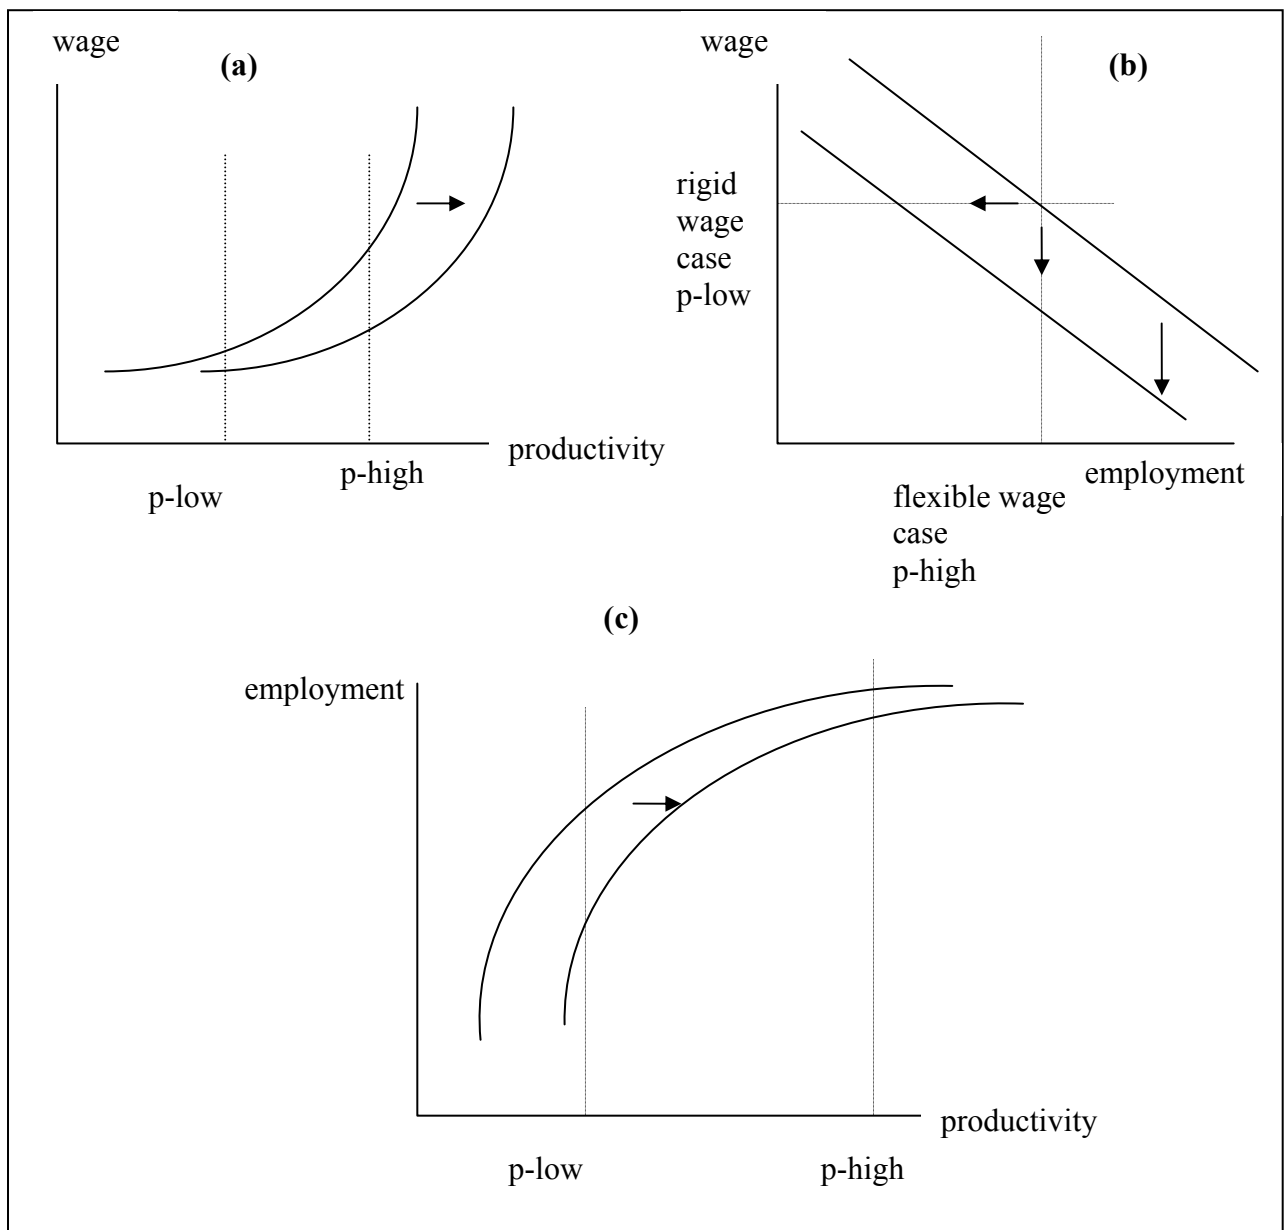 wage
(a)
p-low
p-high
productivity
wage
(b)
rigid
wage
case
p-low
employment
flexible wage
case
p-high
(c)
employment
productivity
p-low
p-high